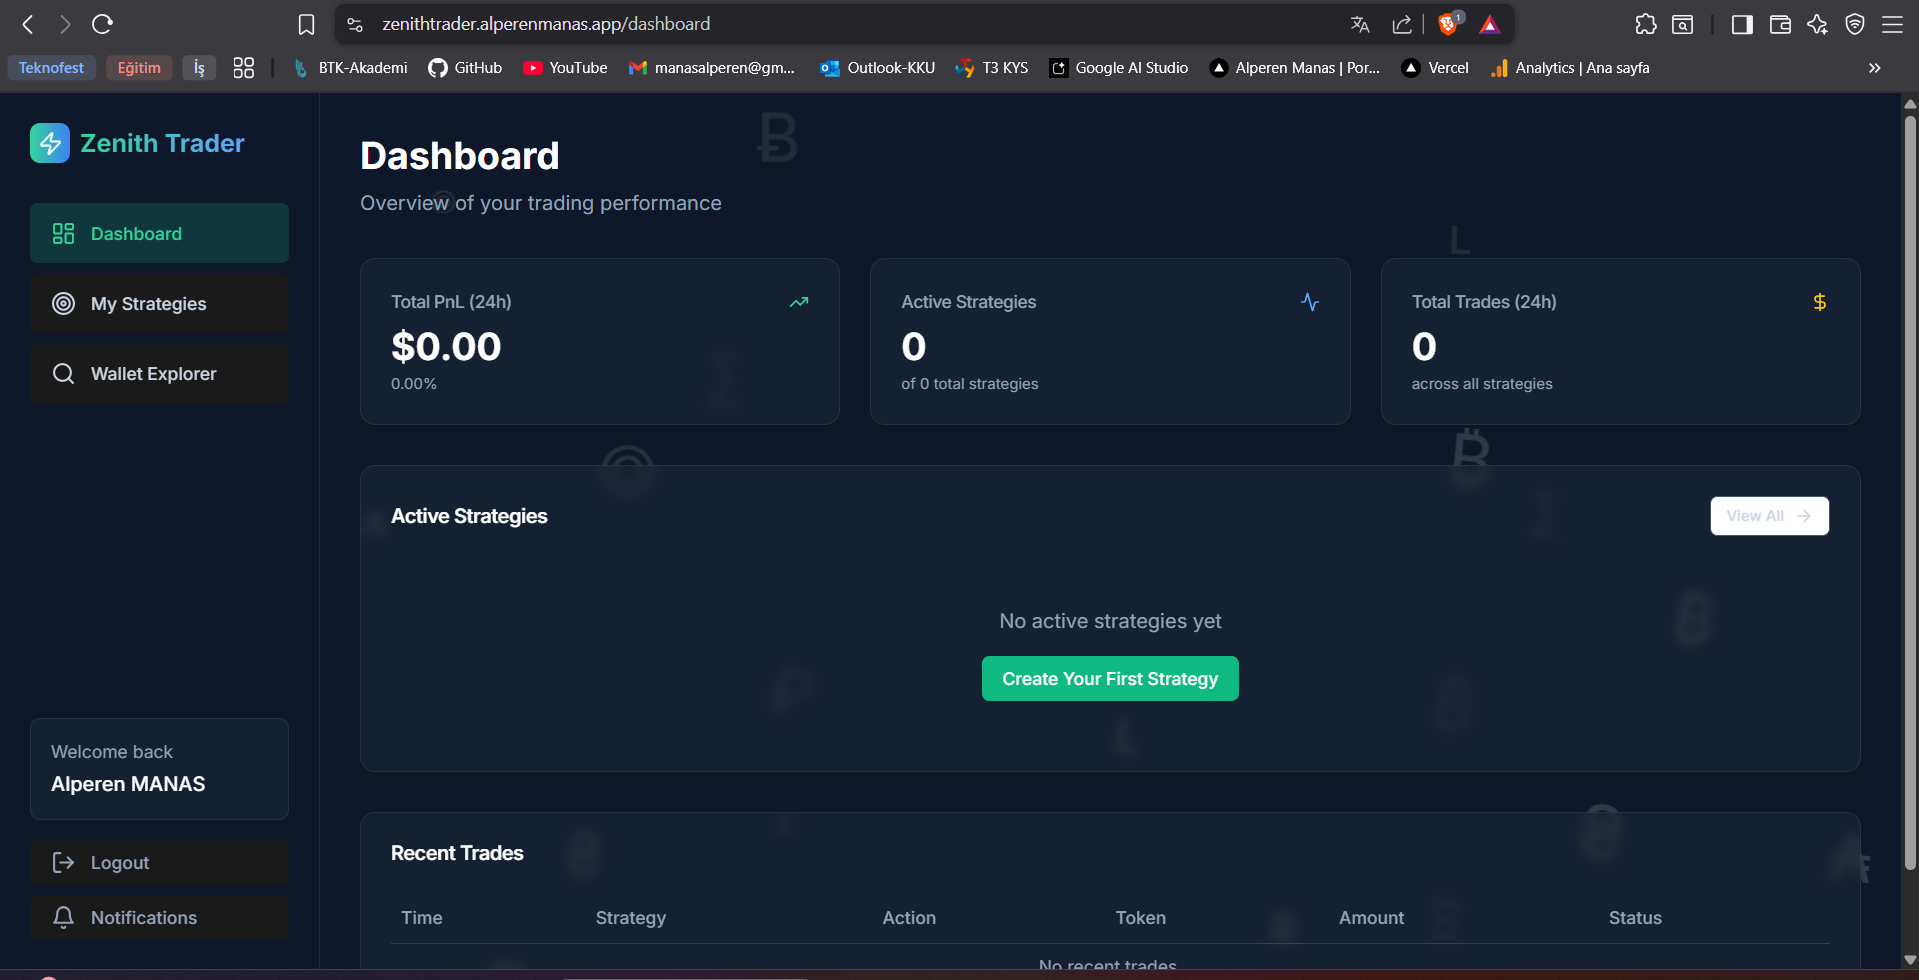 zenithtrader.alperenmanas.app/dashboard
1
Teknofest Eğitim İş BTK-Akademi GitHub YouTube manasalperen@gm... Outlook-KKU T3 KYS Google AI Studio Alperen Manas | Por... Vercel Analytics | Ana sayfa
Zenith Trader
Dashboard
My Strategies
Wallet Explorer
Welcome back
Alperen MANAS
Logout
Notifications
Dashboard
Overview of your trading performance
Total PnL (24h)
$0.00
0.00%
Active Strategies
0
of 0 total strategies
Total Trades (24h)
$
0
across all strategies
Active Strategies
View All
No active strategies yet
Create Your First Strategy
Recent Trades
Time Strategy Action Token Amount Status
No recent trades